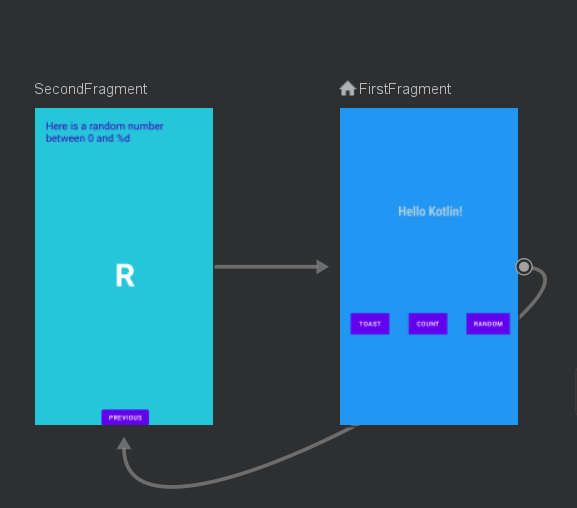 SecondFragment
FirstFragment
Here is a random number
between 0 and %d
R
PREVIOUS
Hello Kotlin!
TOAST
COUNT
RANDOM